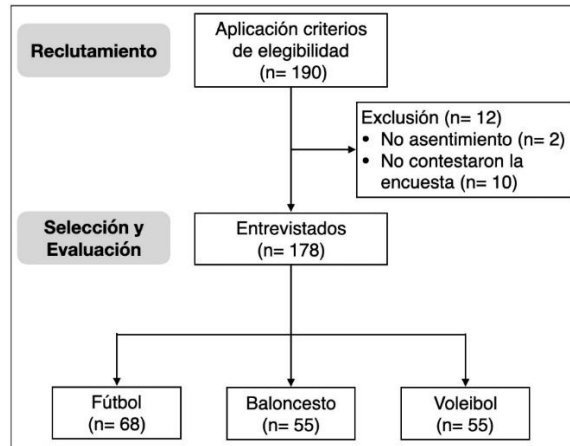 Reclutamiento
Aplicación criterios
de elegibilidad
(n= 190)
Exclusión (n= 12)
• No asentimiento (n= 2)
• No contestaron la
encuesta (n= 10)
Selección y
Evaluación
Entrevistados
(n= 178)
Fútbol
(n= 68)
Baloncesto
(n= 55)
Voleibol
(n= 55)